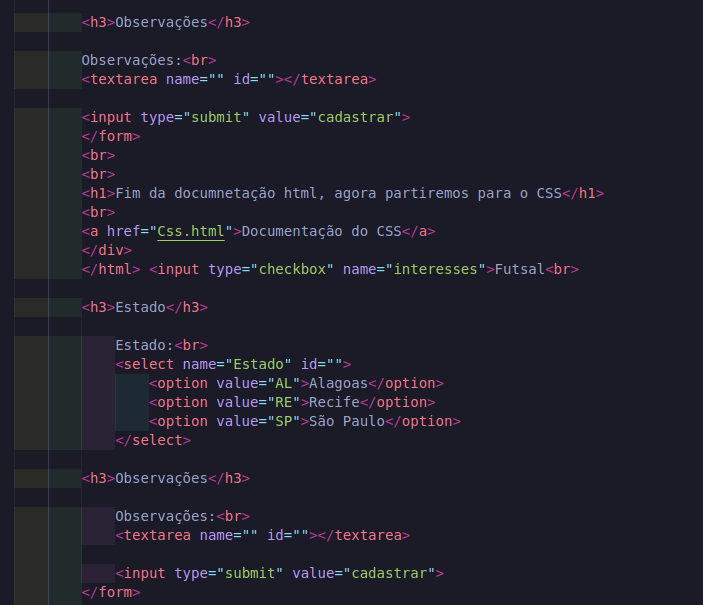 <h3>Observações</h3>
Observações:<br>
<textarea name="" id=""></textarea>
<input type="submit" value="cadastrar">
</form>
<br>
<br>
<h1>Fim da documnetação html, agora partiremos para o CSS</h1>
<br>
<a href="Css.html">Documentação do CSS</a>
</div>
</html> <input type="checkbox" name="interesses">Futsal<br>
<h3>Estado</h3>
Estado:<br>
<select name="Estado" id="">
<option value="AL">Alagoas</option>
<option value="RE">Recife</option>
<option value="SP">São Paulo</option>
</select>
<h3>Observações</h3>
Observações:<br>
<textarea name="" id=""></textarea>
<input type="submit" value="cadastrar">
</form>